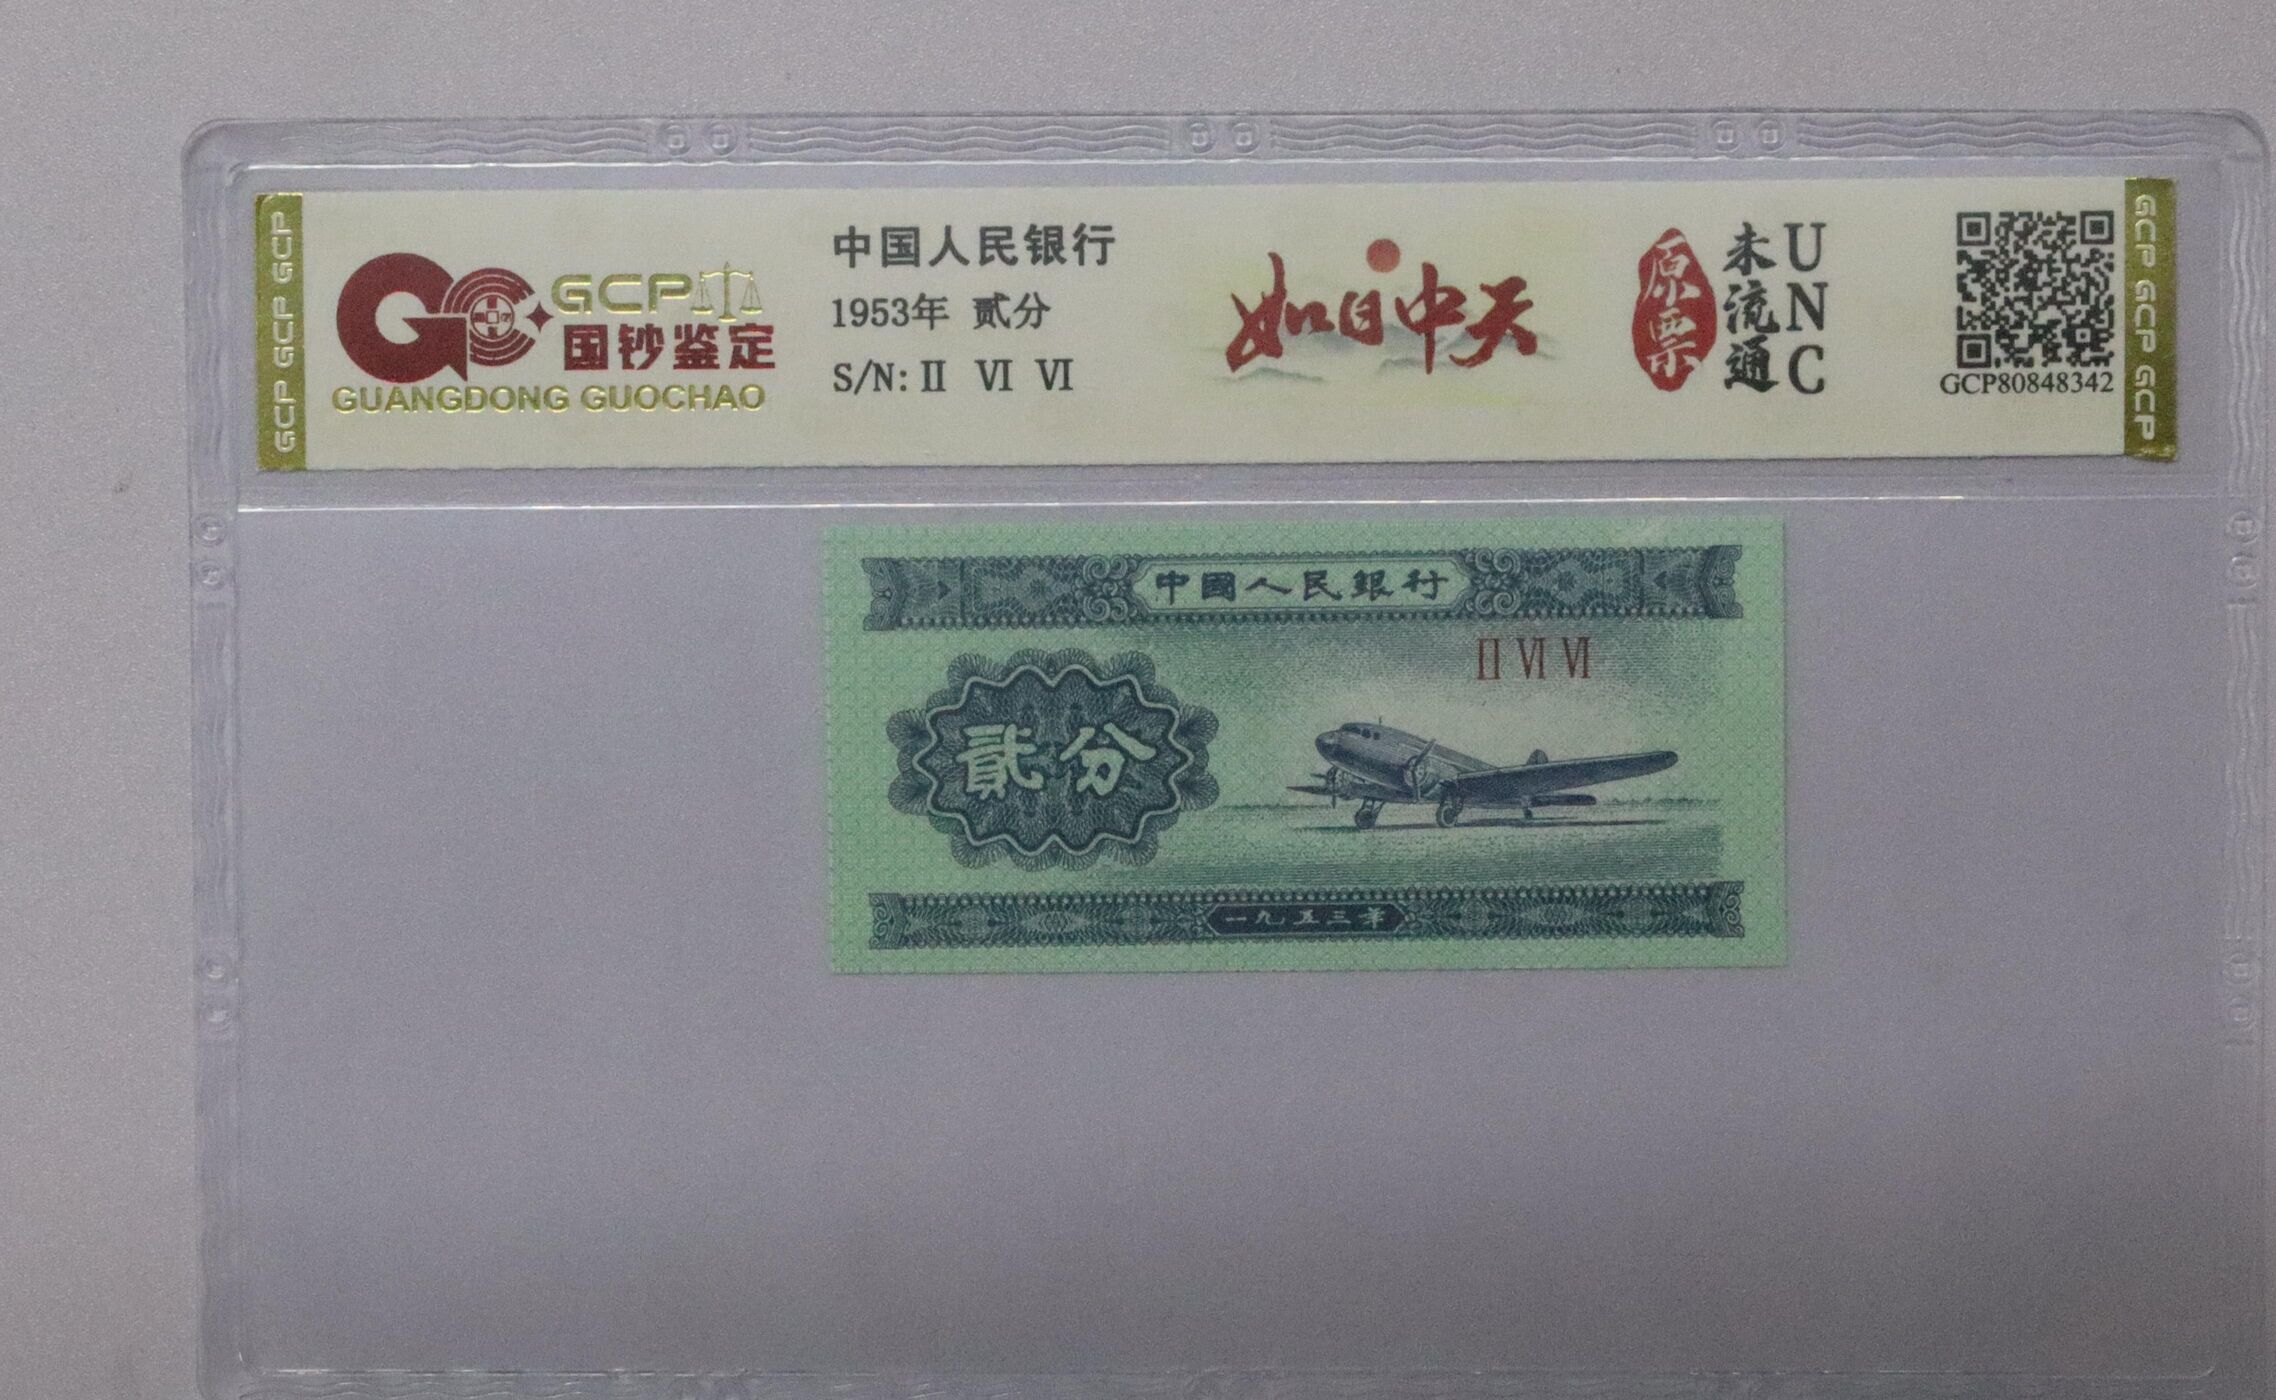 GCP GCP GCP
GCP
国钞鉴定
GUANGDONG GUOCHAO
中国人民银行
1953年 贰分
S/N: II VI VI
如日中天
原票
未流通
UNC
GCP80848342
GCP GCP GCP
中國人民銀行
II VI VI
貳分
一九五三年